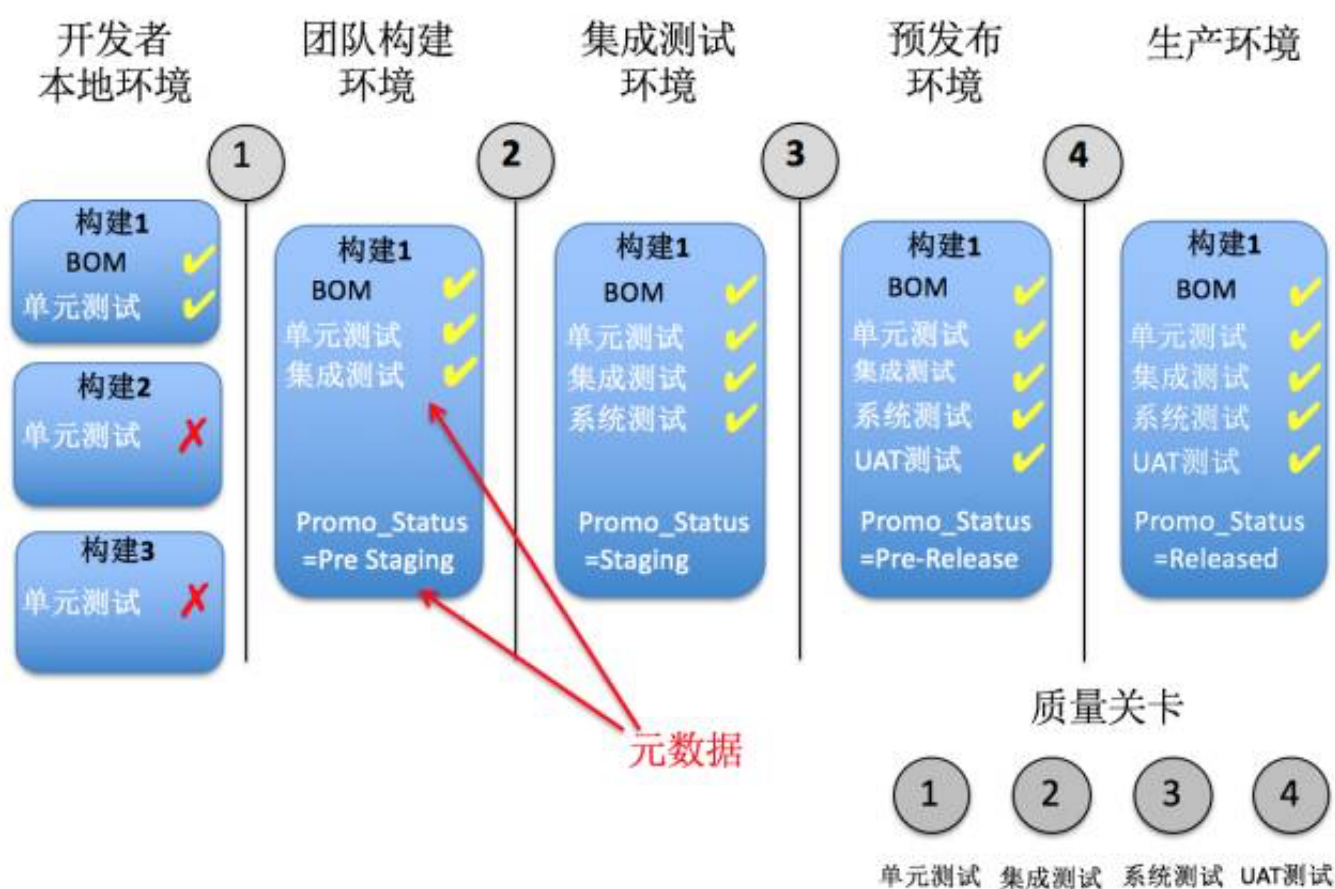 开发者
本地环境
团队构建
环境
集成测试
环境
预发布
环境
生产环境
1
2
3
4
构建1
BOM
单元测试
构建2
单元测试
构建3
单元测试
构建1
BOM
单元测试
集成测试
Promo_Status
=Pre Staging
构建1
BOM
单元测试
集成测试
系统测试
Promo_Status
=Staging
构建1
BOM
单元测试
集成测试
系统测试
UAT测试
Promo_Status
=Pre-Release
构建1
BOM
单元测试
集成测试
系统测试
UAT测试
Promo_Status
=Released
元数据
质量关卡
1
2
3
4
单元测试
集成测试
系统测试
UAT测试